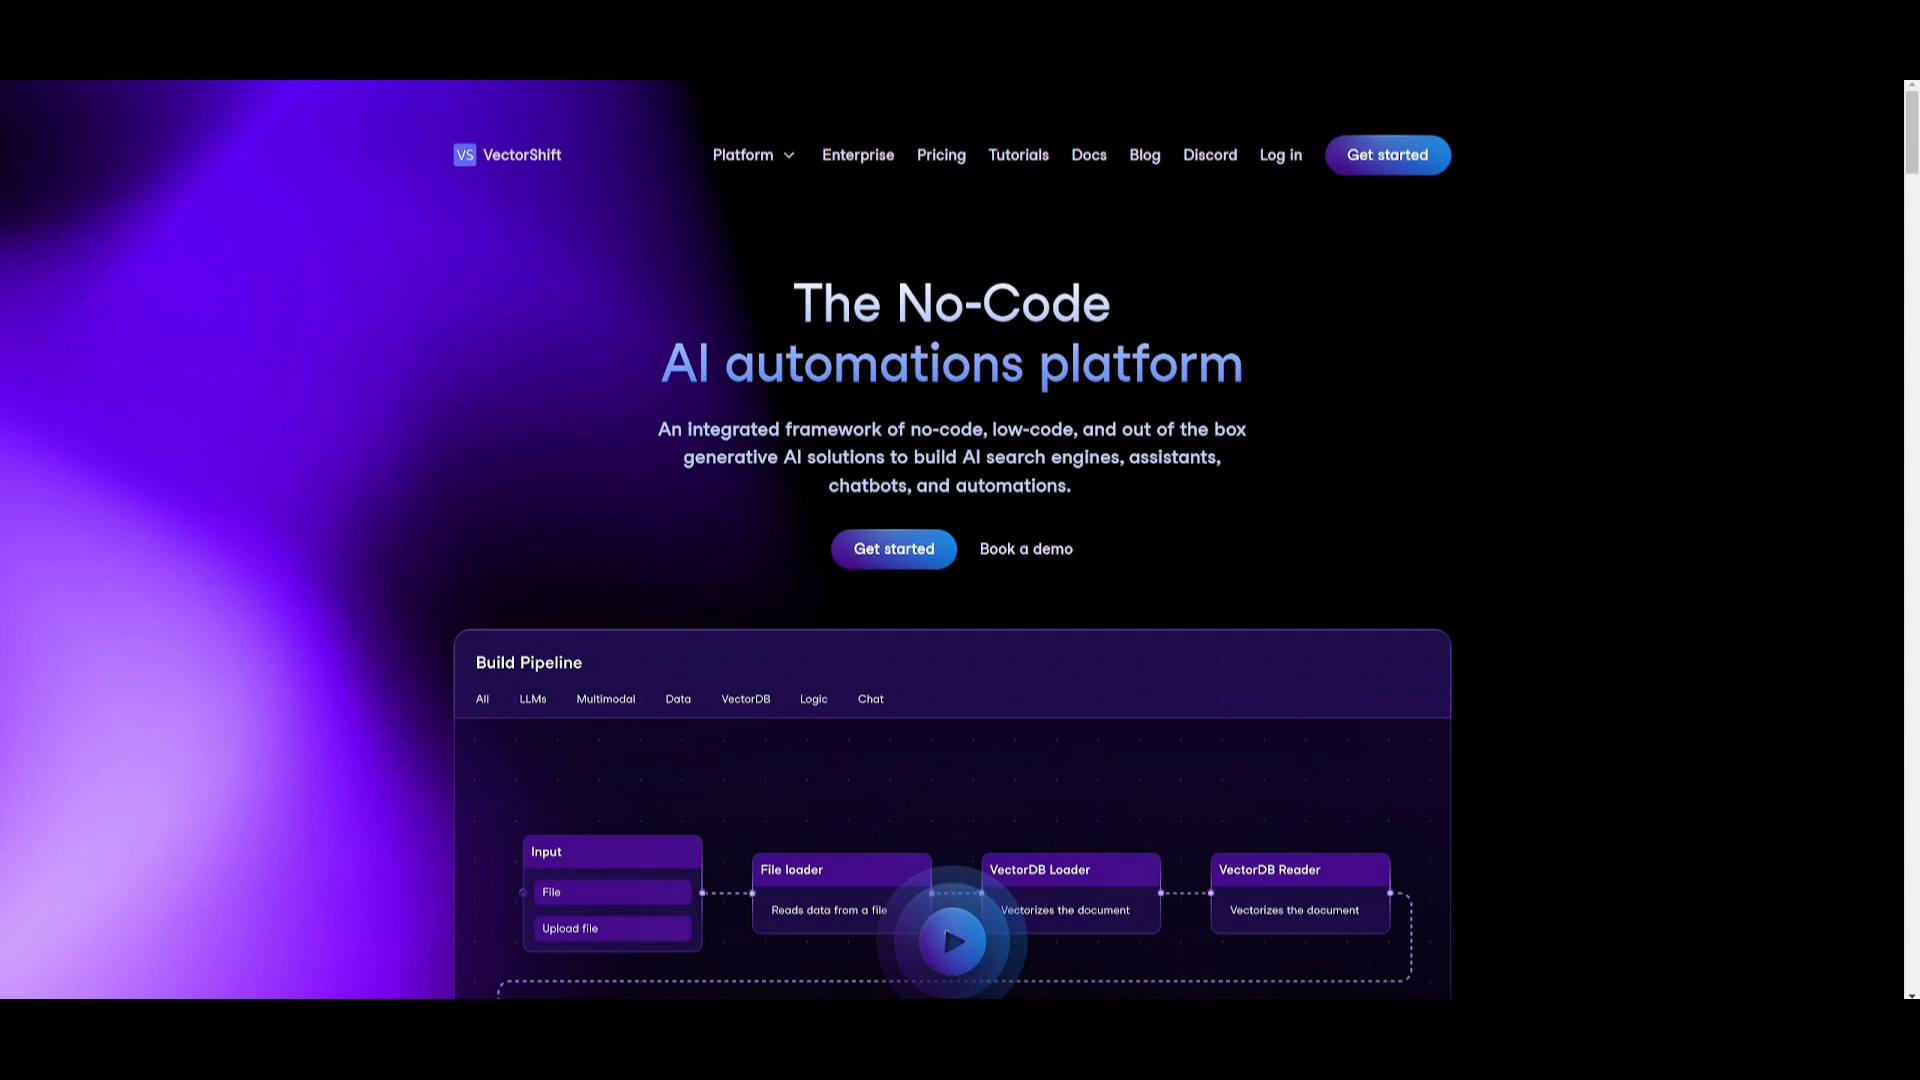 VS VectorShift
Platform Enterprise Pricing Tutorials Docs Blog Discord Log in Get started
The No-Code
AI automations platform
An integrated framework of no-code, low-code, and out of the box
generative AI solutions to build AI search engines, assistants,
chatbots, and automations.
Get started Book a demo
Build Pipeline
All LLMs Multimodal Data VectorDB Logic Chat
Input
File
Upload file
File loader
Reads data from a file
VectorDB Loader
Vectorizes the document
VectorDB Reader
Vectorizes the document